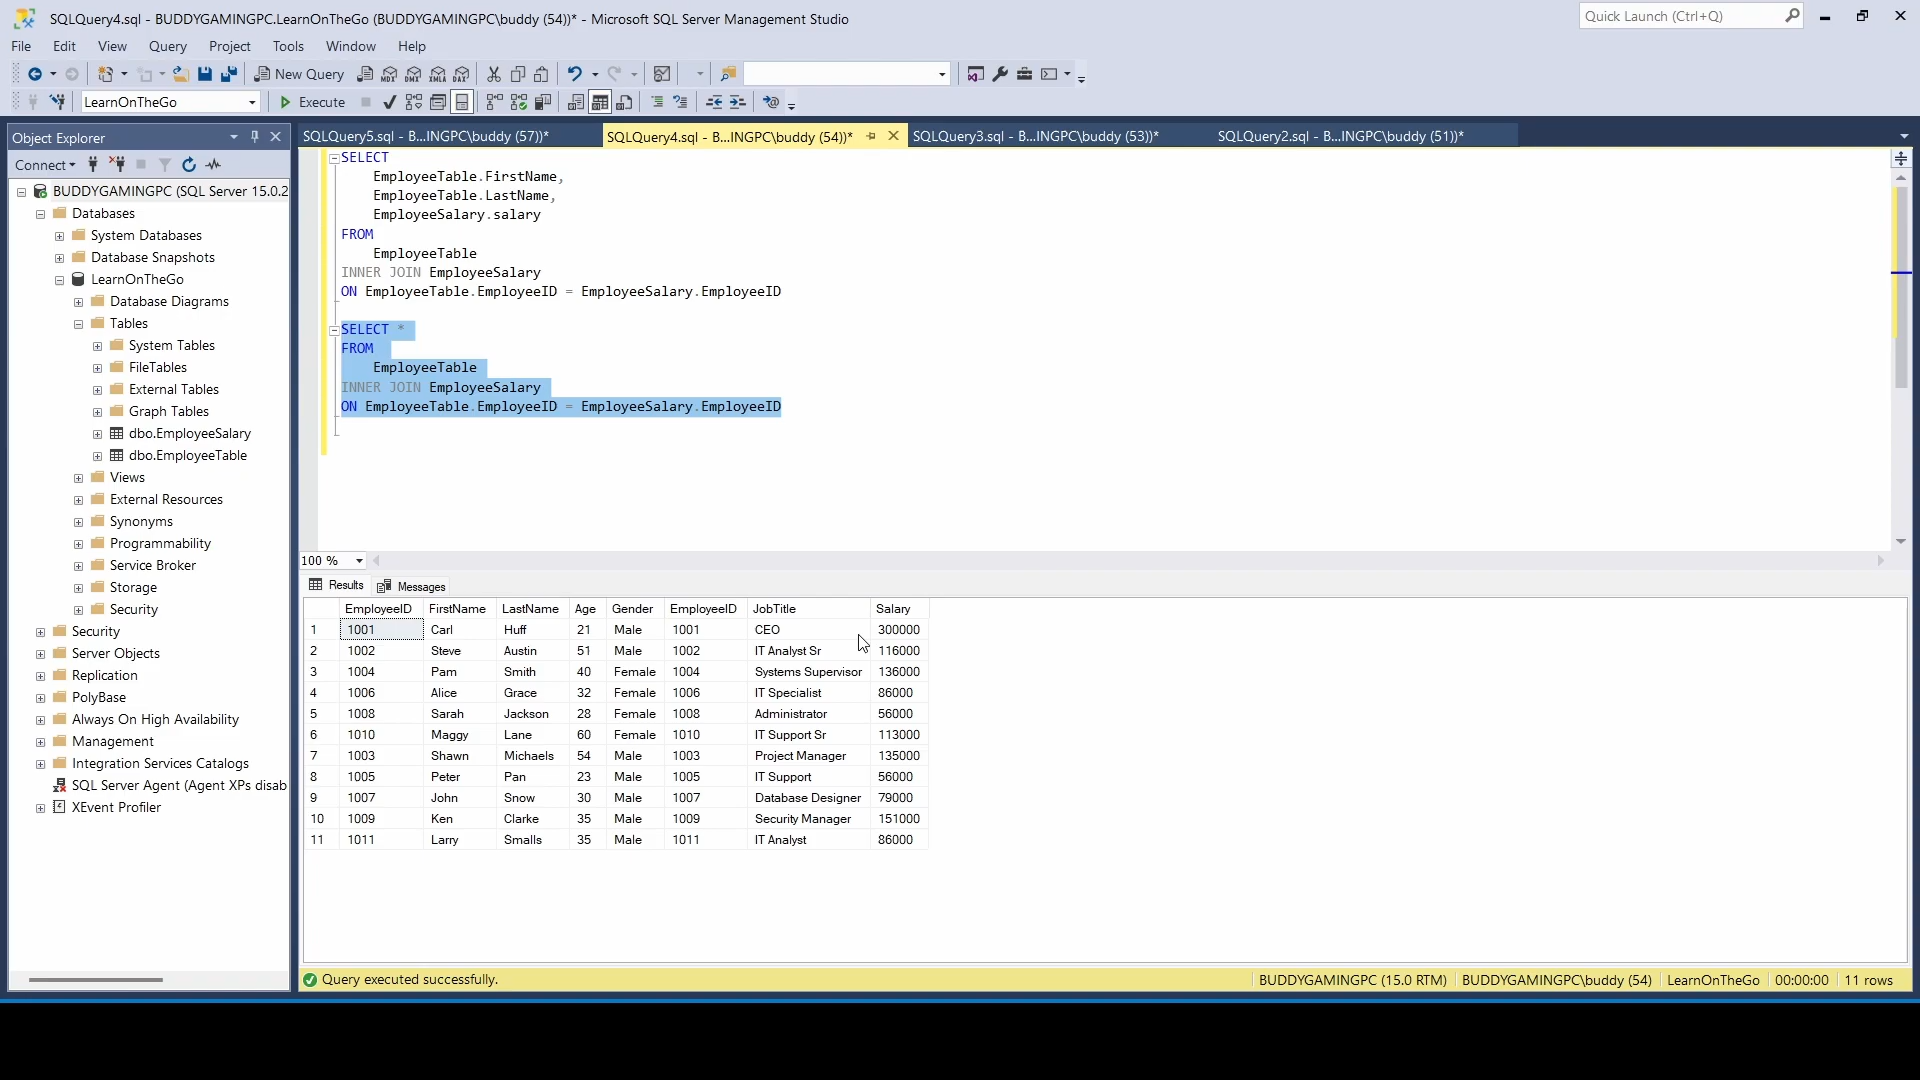 SQLQuery4.sql - BUDDYGAMINGPC.LearnOnTheGo (BUDDYGAMINGPC\buddy (54))* - Microsoft SQL Server Management Studio
Quick Launch (Ctrl+Q)
File Edit View Query Project Tools Window Help
New Query MDX DMX XMLA DAX
LearnOnTheGo Execute
Object Explorer
SQLQuery5.sql - B...INGPC\buddy (57))* SQLQuery4.sql - B...INGPC\buddy (54))* SQLQuery3.sql - B...INGPC\buddy (53))* SQLQuery2.sql - B...INGPC\buddy (51))*
Connect
BUDDYGAMINGPC (SQL Server 15.0.2
Databases
System Databases
Database Snapshots
LearnOnTheGo
Database Diagrams
Tables
System Tables
FileTables
External Tables
Graph Tables
dbo.EmployeeSalary
dbo.EmployeeTable
Views
External Resources
Synonyms
Programmability
Service Broker
Storage
Security
Security
Server Objects
Replication
PolyBase
Always On High Availability
Management
Integration Services Catalogs
SQL Server Agent (Agent XPs disab
XEvent Profiler
SELECT
EmployeeTable.FirstName,
EmployeeTable.LastName,
EmployeeSalary.salary
FROM
EmployeeTable
INNER JOIN EmployeeSalary
ON EmployeeTable.EmployeeID = EmployeeSalary.EmployeeID
SELECT *
FROM
EmployeeTable
INNER JOIN EmployeeSalary
ON EmployeeTable.EmployeeID = EmployeeSalary.EmployeeID
100 %
Results Messages
EmployeeID FirstName LastName Age Gender EmployeeID JobTitle Salary
1 1001 Carl Huff 21 Male 1001 CEO 300000
2 1002 Steve Austin 51 Male 1002 IT Analyst Sr 116000
3 1004 Pam Smith 40 Female 1004 Systems Supervisor 136000
4 1006 Alice Grace 32 Female 1006 IT Specialist 86000
5 1008 Sarah Jackson 28 Female 1008 Administrator 56000
6 1010 Maggy Lane 60 Female 1010 IT Support Sr 113000
7 1003 Shawn Michaels 54 Male 1003 Project Manager 135000
8 1005 Peter Pan 23 Male 1005 IT Support 56000
9 1007 John Snow 30 Male 1007 Database Designer 79000
10 1009 Ken Clarke 35 Male 1009 Security Manager 151000
11 1011 Larry Smalls 35 Male 1011 IT Analyst 86000
Query executed successfully. BUDDYGAMINGPC (15.0 RTM) BUDDYGAMINGPC\buddy (54) LearnOnTheGo 00:00:00 11 rows